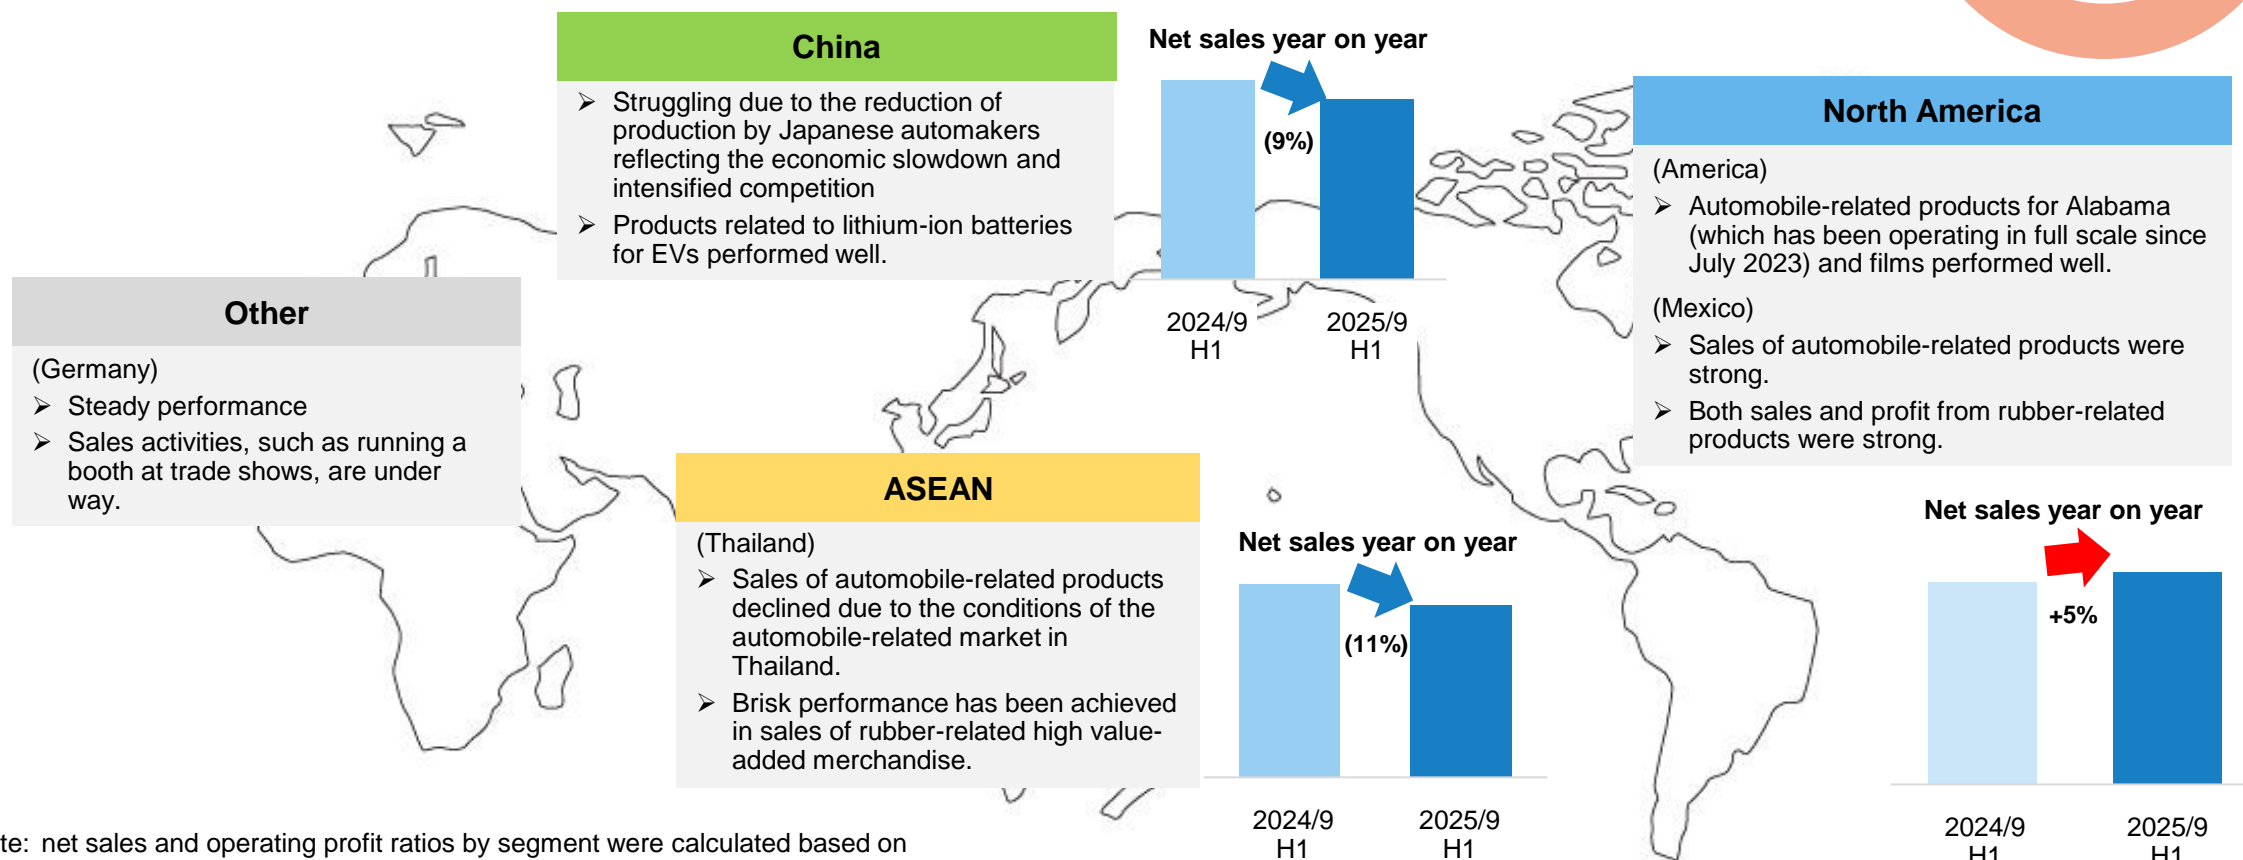 China
➢ Struggling due to the reduction of
production by Japanese automakers
reflecting the economic slowdown and
intensified competition
➢ Products related to lithium-ion batteries
for EVs performed well.
Net sales year on year
(9%)
2024/9
H1
2025/9
H1
North America
(America)
➢ Automobile-related products for Alabama
(which has been operating in full scale since
July 2023) and films performed well.
(Mexico)
➢ Sales of automobile-related products were
strong.
➢ Both sales and profit from rubber-related
products were strong.
Other
(Germany)
➢ Steady performance
➢ Sales activities, such as running a
booth at trade shows, are under
way.
ASEAN
(Thailand)
➢ Sales of automobile-related products
declined due to the conditions of the
automobile-related market in
Thailand.
➢ Brisk performance has been achieved
in sales of rubber-related high value-
added merchandise.
Net sales year on year
(11%)
2024/9
H1
2025/9
H1
Net sales year on year
+5%
2024/9
H1
2025/9
H1
te: net sales and operating profit ratios by segment were calculated based on